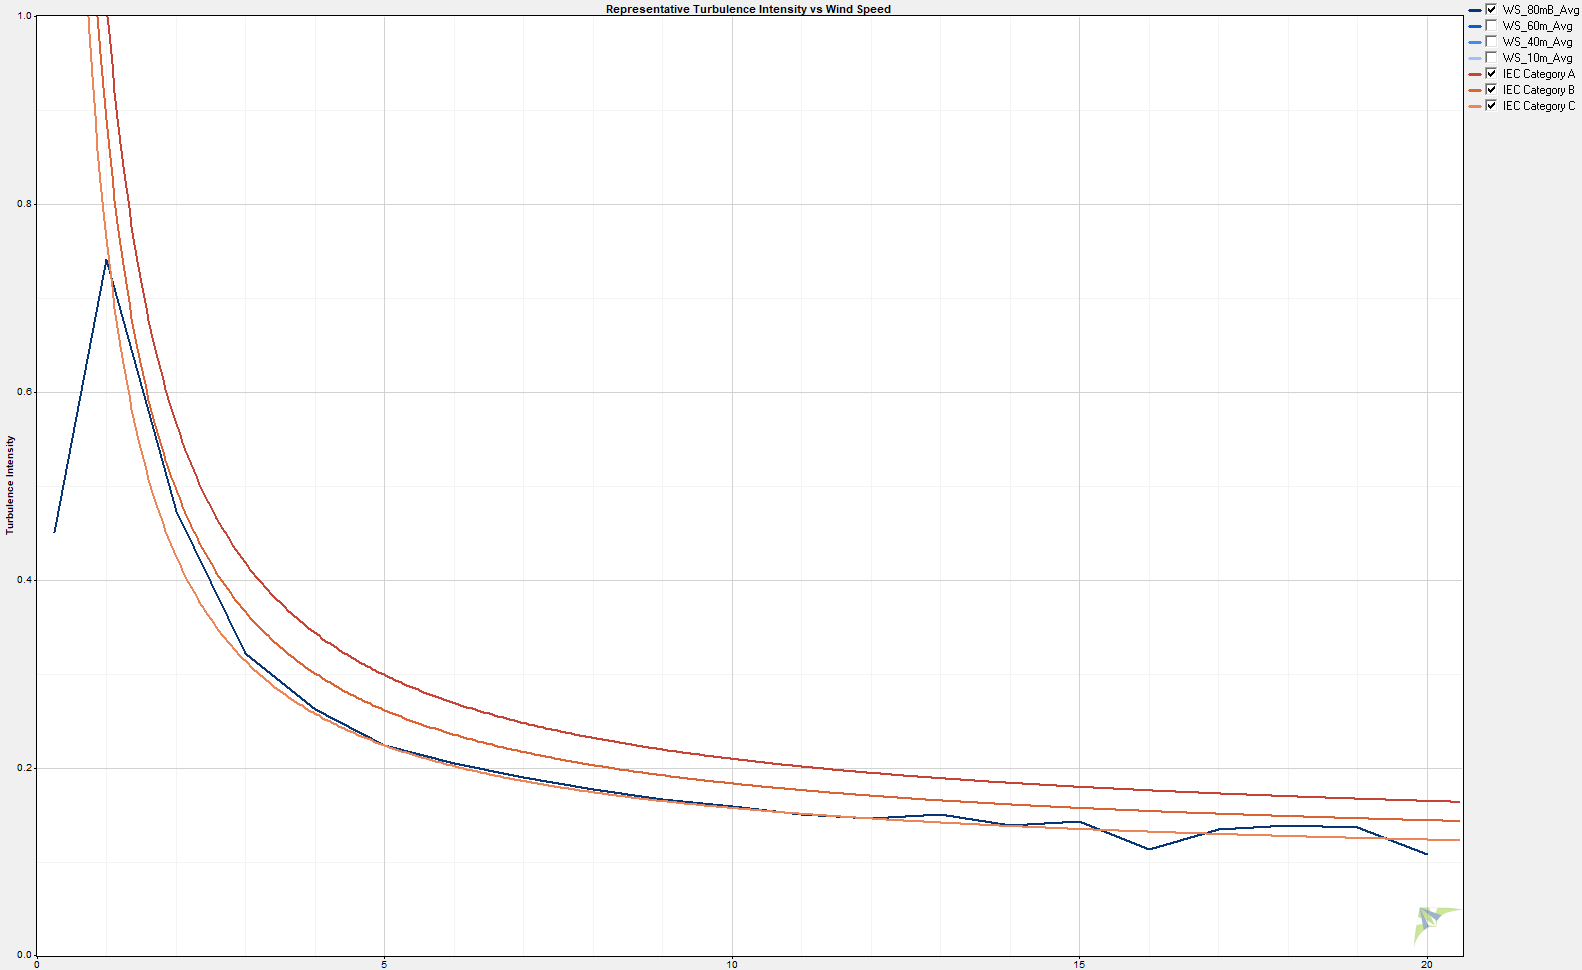 Representative Turbulence Intensity vs Wind Speed
WS_80mB_Avg
WS_60m_Avg
WS_40m_Avg
WS_10m_Avg
IEC Category A
IEC Category B
IEC Category C
Turbulence Intensity
1.0
0.8
0.6
0.4
0.2
0.0
0 5 10 15 20